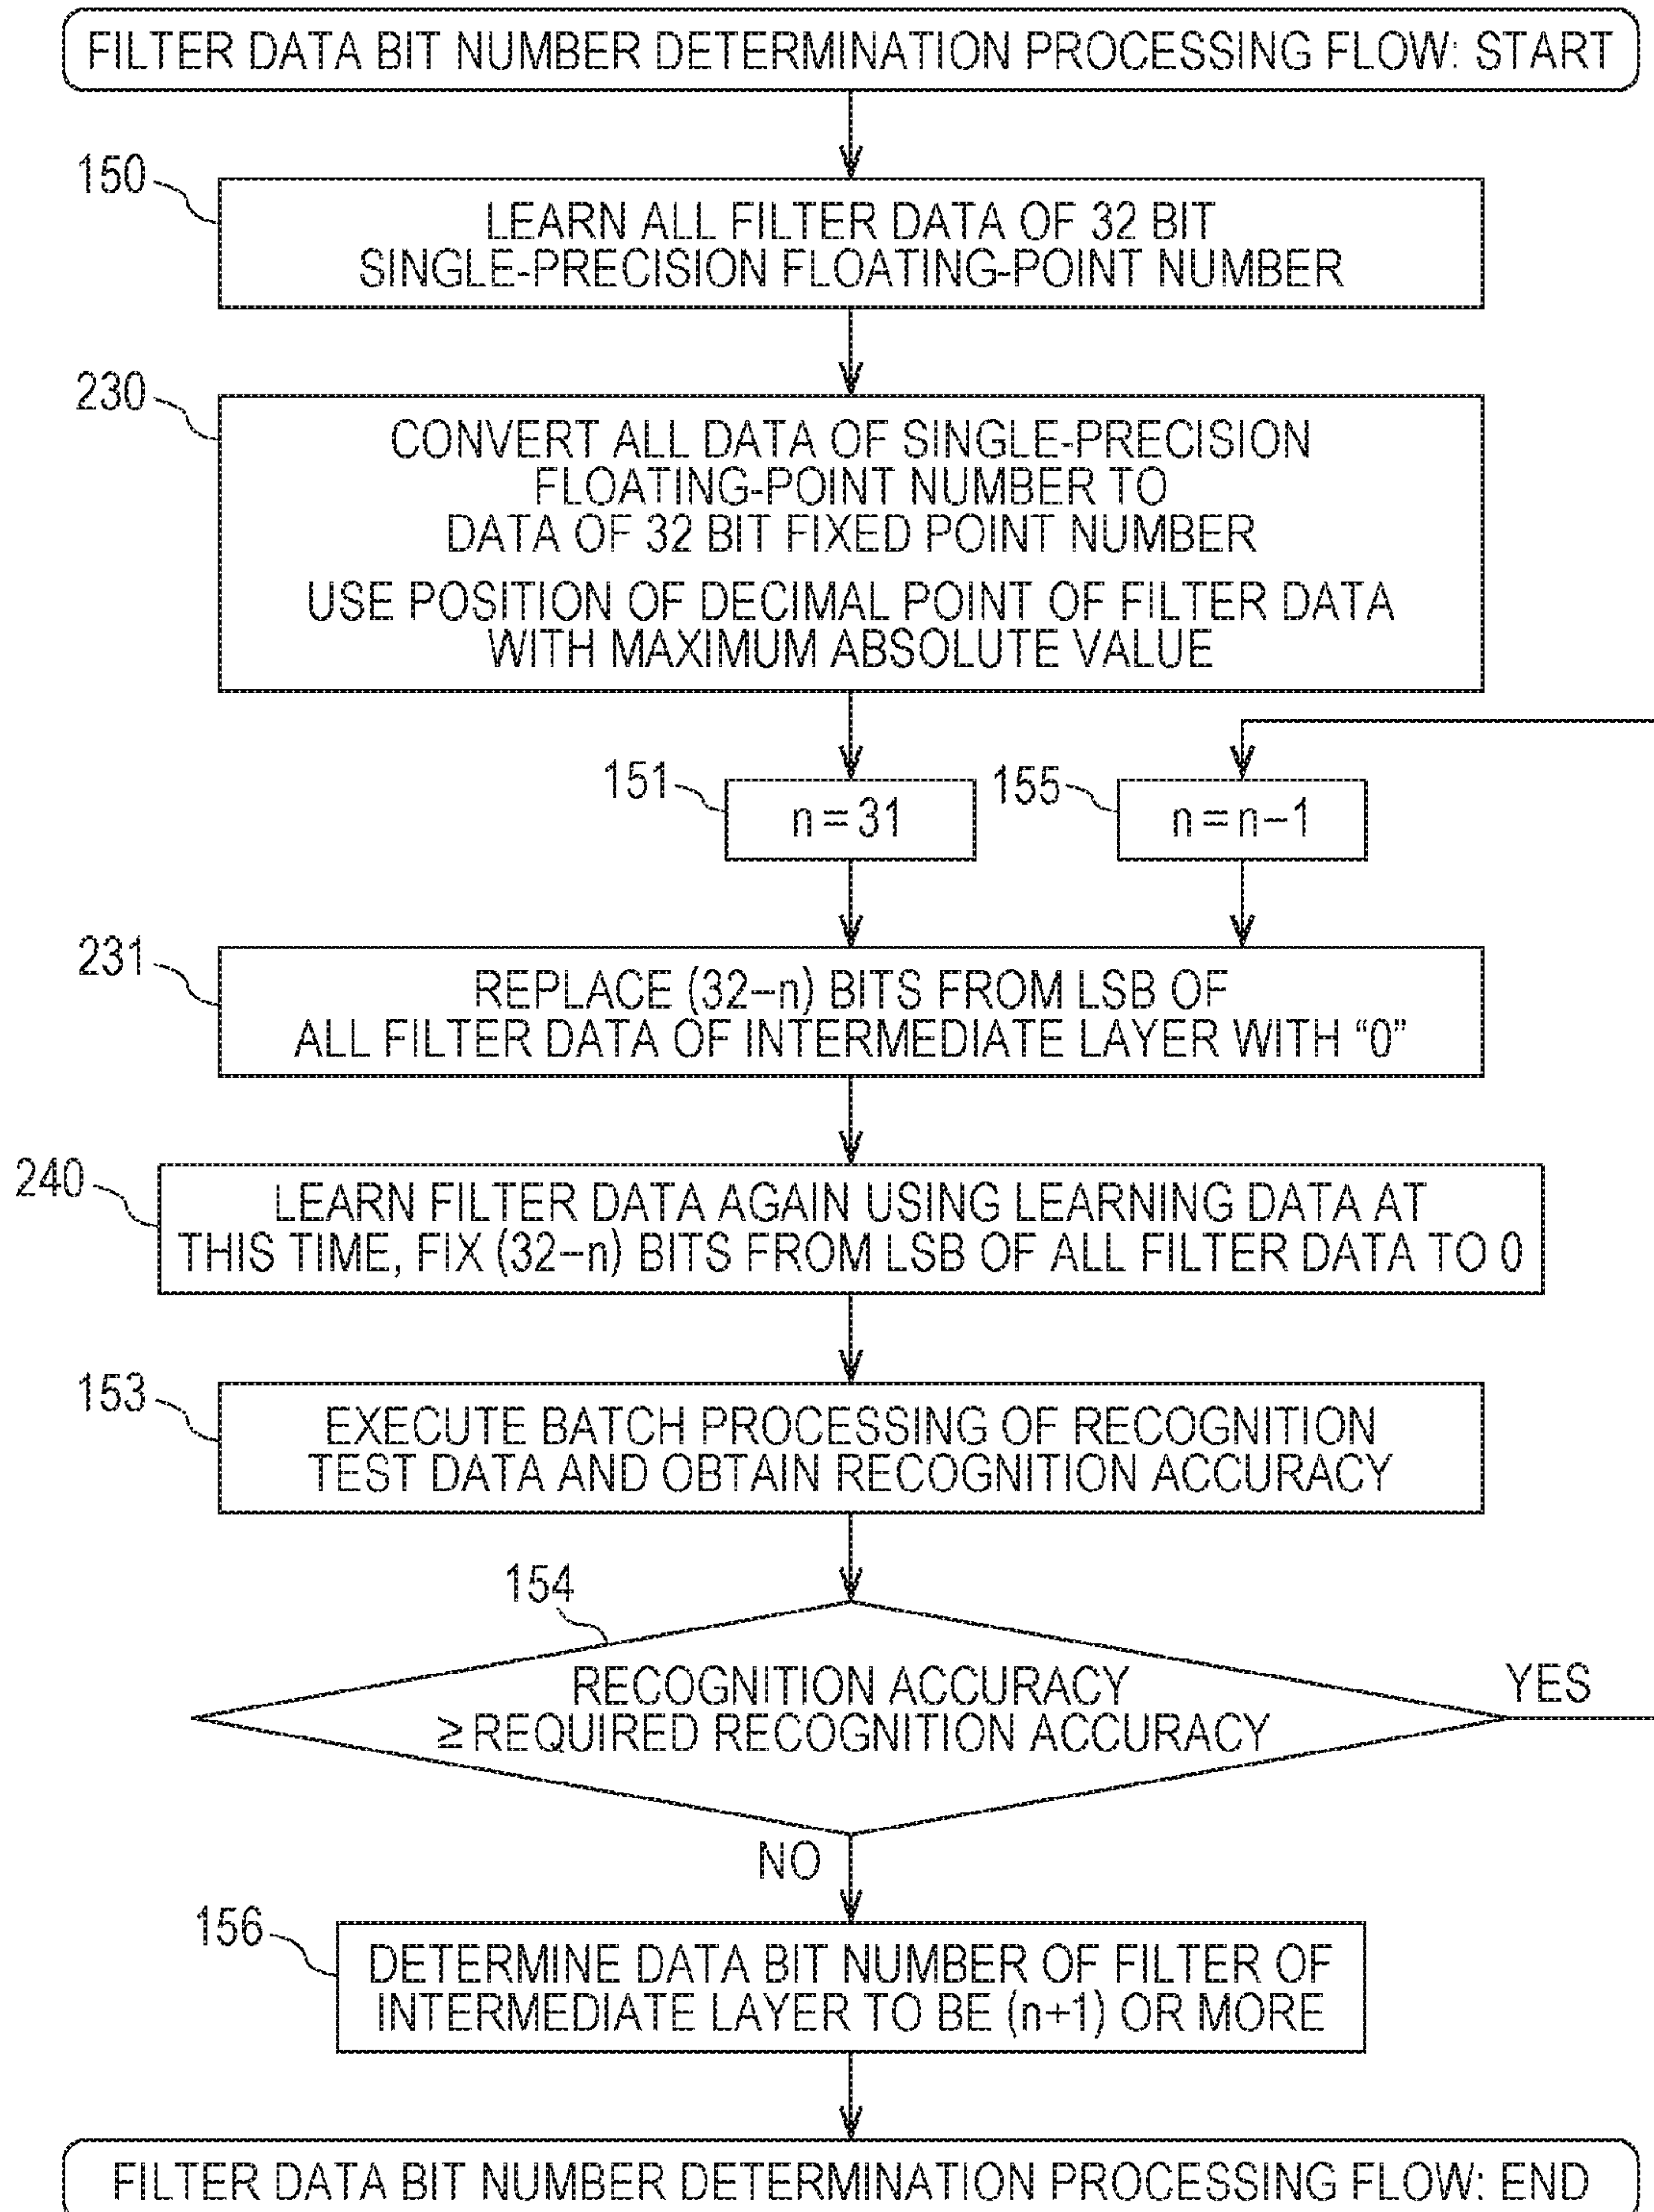 FILTER DATA BIT NUMBER DETERMINATION PROCESSING FLOW: START
150
LEARN ALL FILTER DATA OF 32 BIT
SINGLE-PRECISION FLOATING-POINT NUMBER
230
CONVERT ALL DATA OF SINGLE-PRECISION
FLOATING-POINT NUMBER TO
DATA OF 32 BIT FIXED POINT NUMBER
USE POSITION OF DECIMAL POINT OF FILTER DATA
WITH MAXIMUM ABSOLUTE VALUE
151
n=31
155
n=n−1
231
REPLACE (32−n) BITS FROM LSB OF
ALL FILTER DATA OF INTERMEDIATE LAYER WITH “0”
240
LEARN FILTER DATA AGAIN USING LEARNING DATA AT
THIS TIME, FIX (32−n) BITS FROM LSB OF ALL FILTER DATA TO 0
153
EXECUTE BATCH PROCESSING OF RECOGNITION
TEST DATA AND OBTAIN RECOGNITION ACCURACY
154
RECOGNITION ACCURACY
≥ REQUIRED RECOGNITION ACCURACY
YES
NO
156
DETERMINE DATA BIT NUMBER OF FILTER OF
INTERMEDIATE LAYER TO BE (n+1) OR MORE
FILTER DATA BIT NUMBER DETERMINATION PROCESSING FLOW: END